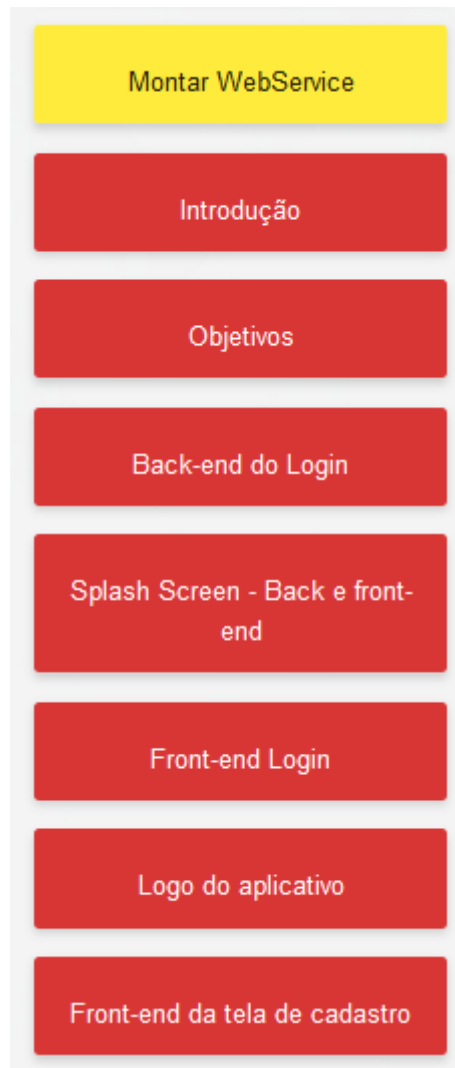 Montar WebService
Introdução
Objetivos
Back-end do Login
Splash Screen - Back e front-
end
Front-end Login
Logo do aplicativo
Front-end da tela de cadastro